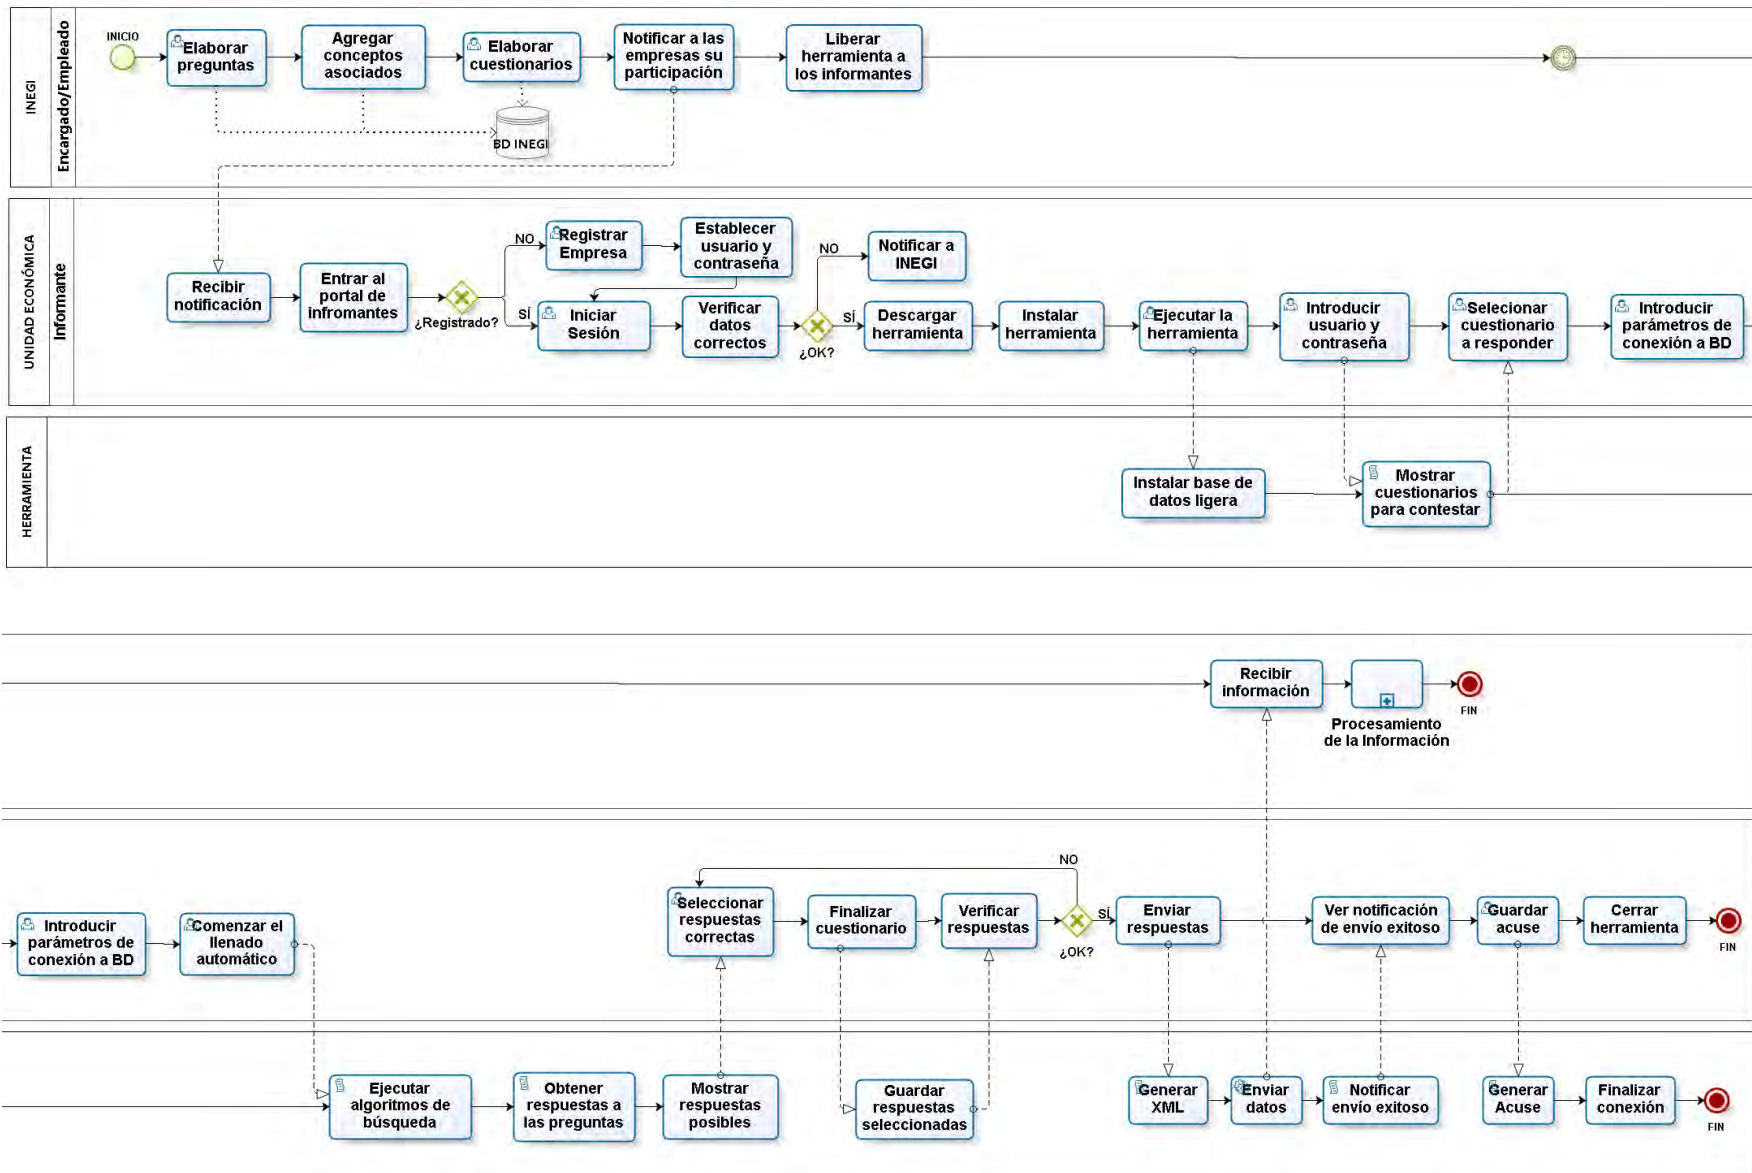 INEGI
Encargado/Empleado
INICIO
Elaborar
preguntas
Agregar
conceptos
asociados
Elaborar
cuestionarios
Notificar a las
empresas su
participación
Liberar
herramienta a
los informantes
BD INEGI
UNIDAD ECONÓMICA
Informante
Recibir
notificación
Entrar al
portal de
infromantes
¿Registrado?
NO
SÍ
Registrar
Empresa
Establecer
usuario y
contraseña
Iniciar
Sesión
Verificar
datos
correctos
¿OK?
NO
SÍ
Notificar a
INEGI
Descargar
herramienta
Instalar
herramienta
Ejecutar la
herramienta
Introducir
usuario y
contraseña
Selecionar
cuestionario
a responder
Introducir
parámetros de
conexión a BD
HERRAMIENTA
Instalar base de
datos ligera
Mostrar
cuestionarios
para contestar
Recibir
información
Procesamiento
de la Información
FIN
Introducir
parámetros de
conexión a BD
Comenzar el
llenado
automático
Seleccionar
respuestas
correctas
Finalizar
cuestionario
Verificar
respuestas
NO
¿OK?
SÍ
Enviar
respuestas
Ver notificación
de envío exitoso
Guardar
acuse
Cerrar
herramienta
FIN
Ejecutar
algoritmos de
búsqueda
Obtener
respuestas a
las preguntas
Mostrar
respuestas
posibles
Guardar
respuestas
seleccionadas
Generar
XML
Enviar
datos
Notificar
envío exitoso
Generar
Acuse
Finalizar
conexión
FIN